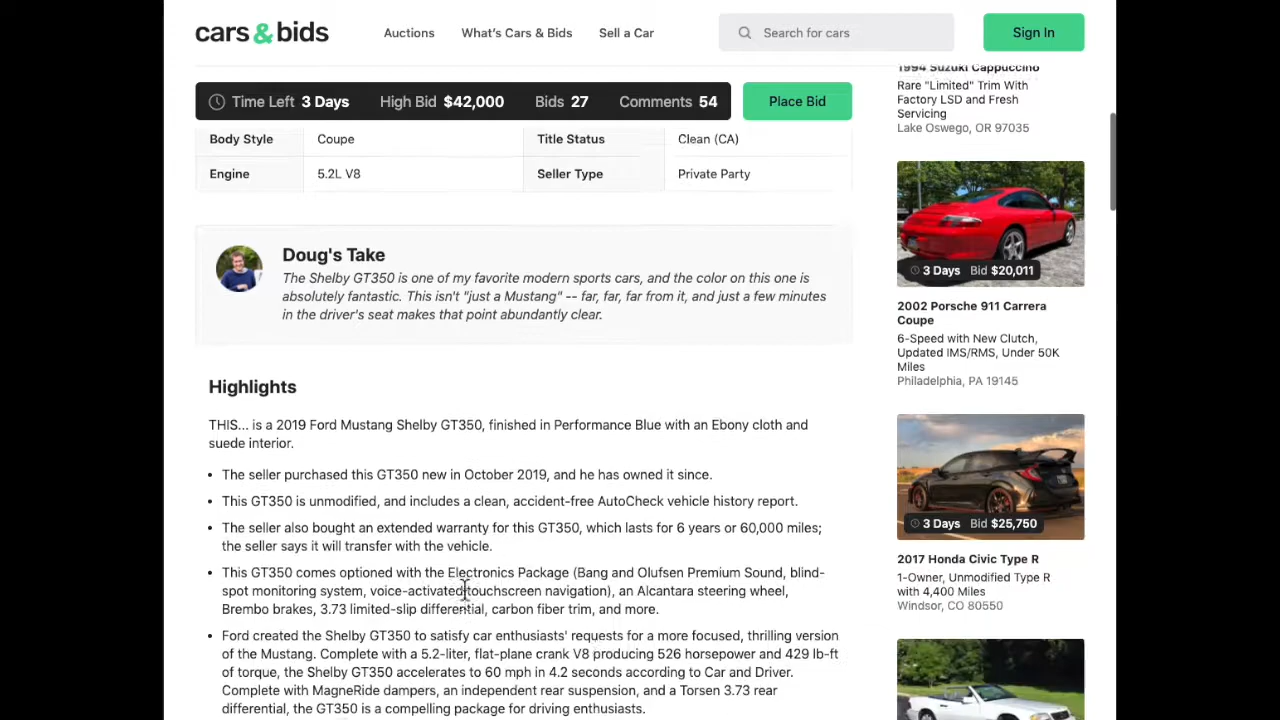 cars & bids
Auctions
What's Cars & Bids
Sell a Car
Search for cars
Sign In
Time Left 3 Days High Bid $42,000 Bids 27 Comments 54
Place Bid
Body Style Coupe Title Status Clean (CA)
Engine 5.2L V8 Seller Type Private Party
Doug's Take
The Shelby GT350 is one of my favorite modern sports cars, and the color on this one is
absolutely fantastic. This isn't "just a Mustang" -- far, far, far from it, and just a few minutes
in the driver's seat makes that point abundantly clear.
Highlights
THIS... is a 2019 Ford Mustang Shelby GT350, finished in Performance Blue with an Ebony cloth and
suede interior.
• The seller purchased this GT350 new in October 2019, and he has owned it since.
• This GT350 is unmodified, and includes a clean, accident-free AutoCheck vehicle history report.
• The seller also bought an extended warranty for this GT350, which lasts for 6 years or 60,000 miles;
the seller says it will transfer with the vehicle.
• This GT350 comes optioned with the Electronics Package (Bang and Olufsen Premium Sound, blind-
spot monitoring system, voice-activated touchscreen navigation), an Alcantara steering wheel,
Brembo brakes, 3.73 limited-slip differential, carbon fiber trim, and more.
• Ford created the Shelby GT350 to satisfy car enthusiasts' requests for a more focused, thrilling version
of the Mustang. Complete with a 5.2-liter, flat-plane crank V8 producing 526 horsepower and 429 lb-ft
of torque, the Shelby GT350 accelerates to 60 mph in 4.2 seconds according to Car and Driver.
Complete with MagneRide dampers, an independent rear suspension, and a Torsen 3.73 rear
differential, the GT350 is a compelling package for driving enthusiasts.
1994 Suzuki Cappuccino
Rare "Limited" Trim With
Factory LSD and Fresh
Servicing
Lake Oswego, OR 97035
3 Days Bid $20,011
2002 Porsche 911 Carrera
Coupe
6-Speed with New Clutch,
Updated IMS/RMS, Under 50K
Miles
Philadelphia, PA 19145
3 Days Bid $25,750
2017 Honda Civic Type R
1-Owner, Unmodified Type R
with 4,400 Miles
Windsor, CO 80550